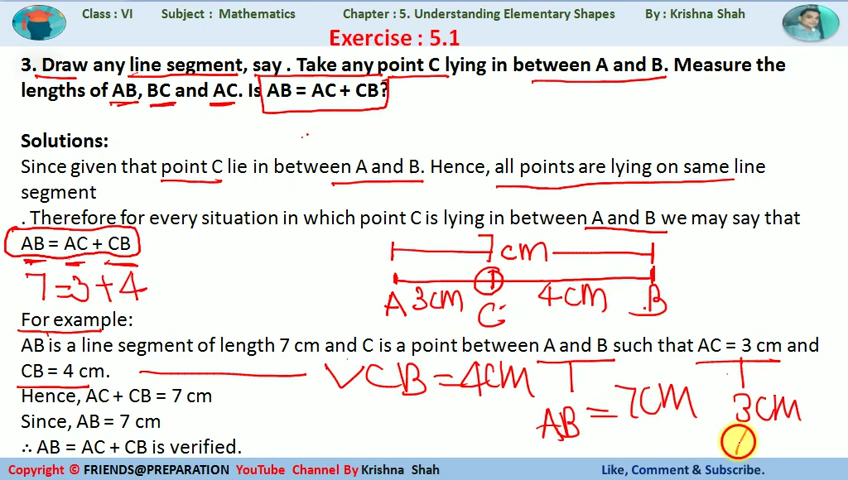 Class : VI Subject : Mathematics Chapter : 5. Understanding Elementary Shapes By : Krishna Shah
Exercise : 5.1
3. Draw any line segment, say . Take any point C lying in between A and B. Measure the
lengths of AB, BC and AC. Is AB = AC + CB?
Solutions:
Since given that point C lie in between A and B. Hence, all points are lying on same line
segment
. Therefore for every situation in which point C is lying in between A and B we may say that
AB = AC + CB
7 cm
7=3+4
A 3cm C 4cm B
For example:
AB is a line segment of length 7 cm and C is a point between A and B such that AC = 3 cm and
CB = 4 cm.
CB = 4cm
Hence, AC + CB = 7 cm
AB = 7cm 3cm
Since, AB = 7 cm
∴ AB = AC + CB is verified.
Copyright © FRIENDS@PREPARATION YouTube Channel By Krishna Shah Like, Comment & Subscribe.